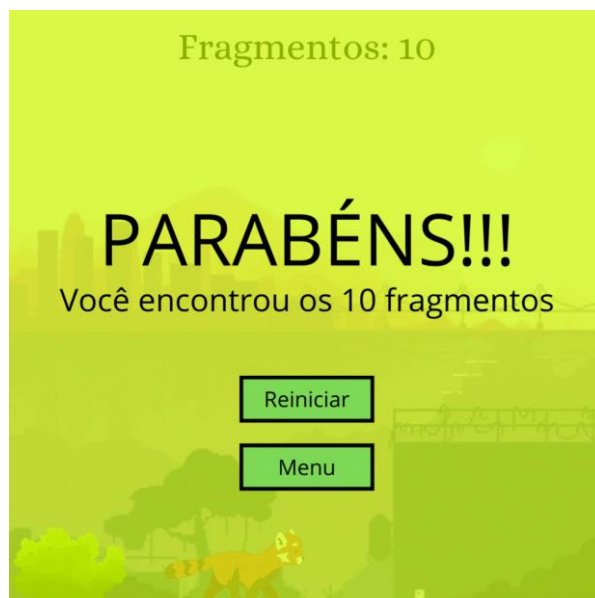 Fragmentos: 10
PARABÉNS!!!
Você encontrou os 10 fragmentos
Reiniciar
Menu